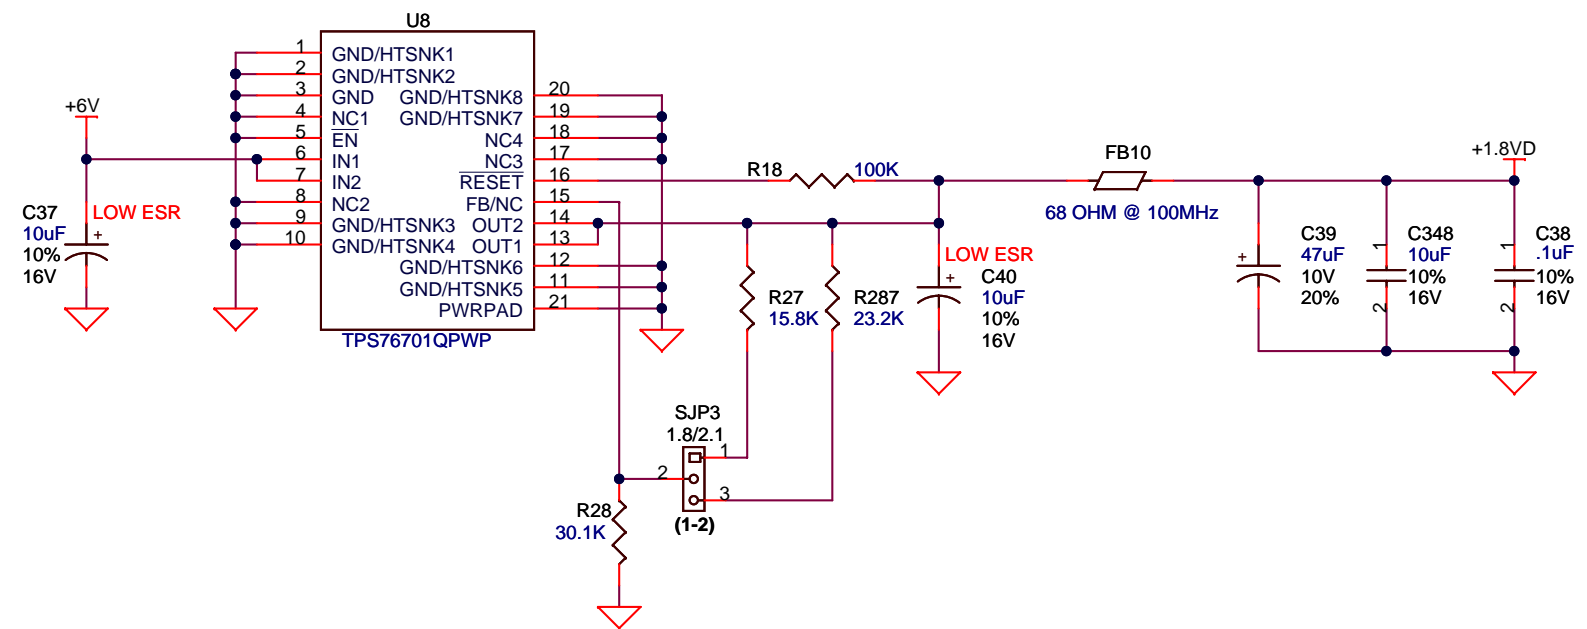 U8
1
GND/HTSNK1
2
GND/HTSNK2
3
GND
4
NC1
5
EN
6
IN1
7
IN2
8
NC2
9
GND/HTSNK3
10
GND/HTSNK4
GND/HTSNK8
20
GND/HTSNK7
19
NC4
18
NC3
17
RESET
16
FB/NC
15
OUT2
14
OUT1
13
GND/HTSNK6
12
GND/HTSNK5
11
PWRPAD
21
TPS76701QPWP
+6V
C37
LOW ESR
10uF
10%
16V
+
R18
100K
R27
15.8K
R287
23.2K
LOW ESR
+
C40
10uF
10%
16V
SJP3
1.8/2.1
1
2
3
(1-2)
R28
30.1K
FB10
68 OHM @ 100MHz
+1.8VD
+
C39
47uF
10V
20%
1
C348
10uF
10%
16V
2
1
C38
.1uF
10%
16V
2